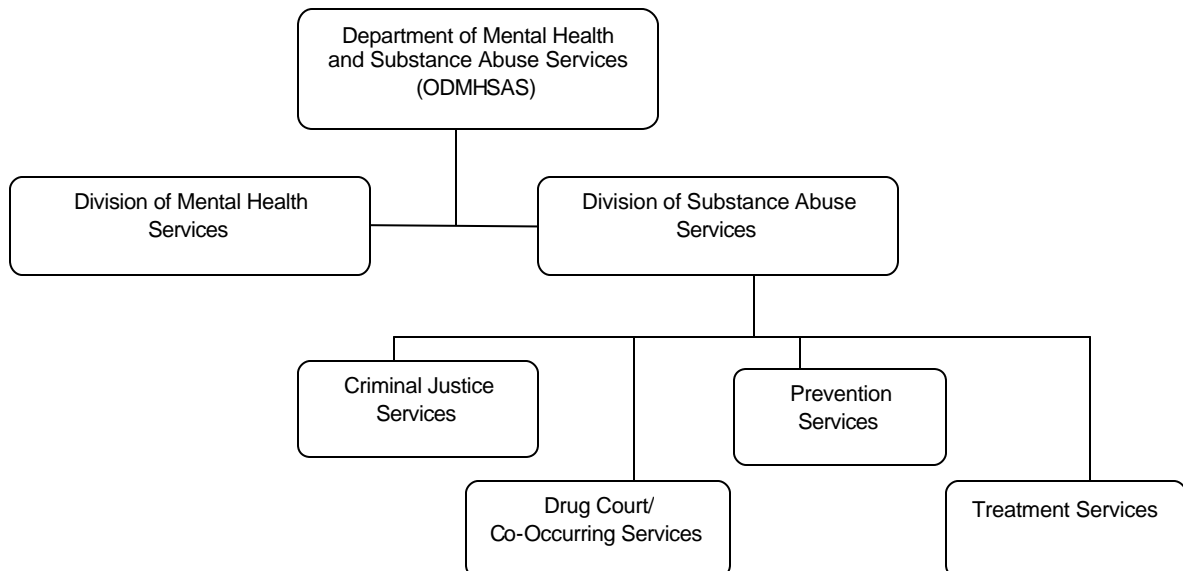 Department of Mental Health
and Substance Abuse Services
(ODMHSAS)
Division of Mental Health
Services
Division of Substance Abuse
Services
Criminal Justice
Services
Prevention
Services
Drug Court/
Co-Occurring Services
Treatment Services